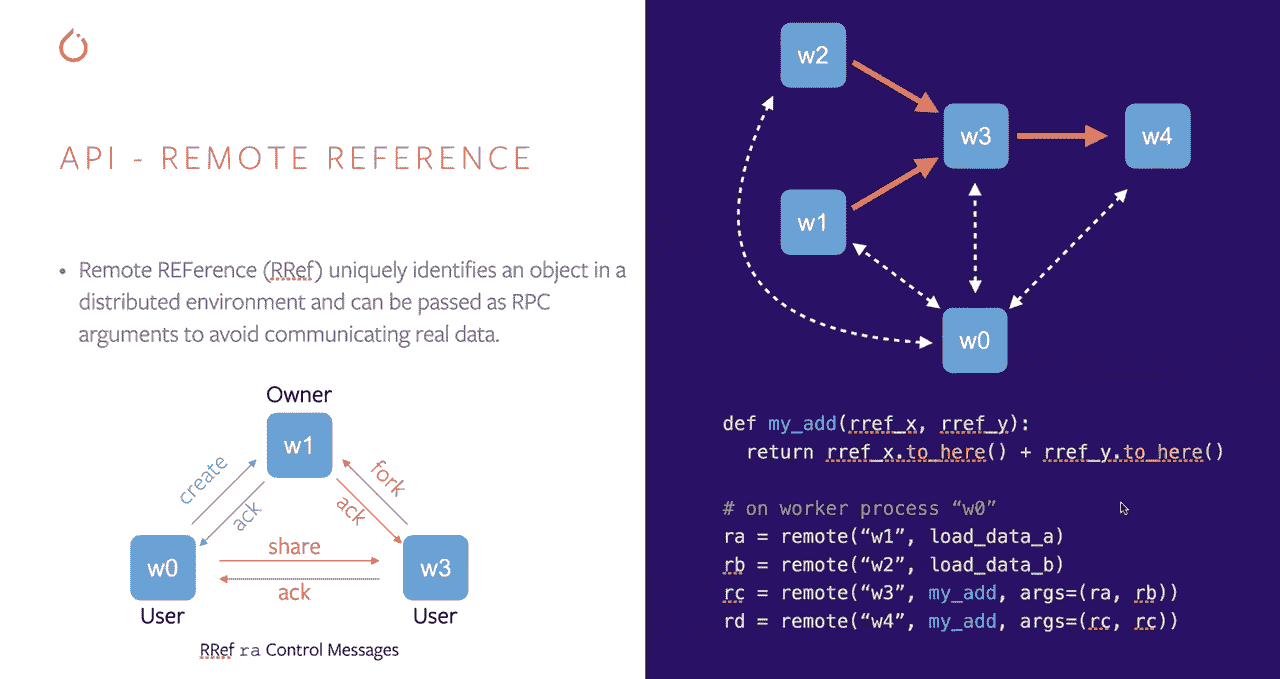 API - REMOTE REFERENCE
• Remote REFerence (RRef) uniquely identifies an object in a
distributed environment and can be passed as RPC
arguments to avoid communicating real data.
Owner
w1
create
ack
fork
ack
w0
share
ack
w3
User
User
RRef ra Control Messages
w2
w3
w4
w1
w0
def my_add(rref_x, rref_y):
return rref_x.to_here() + rref_y.to_here()
# on worker process “w0”
ra = remote(“w1”, load_data_a)
rb = remote(“w2”, load_data_b)
rc = remote(“w3”, my_add, args=(ra, rb))
rd = remote(“w4”, my_add, args=(rc, rc))